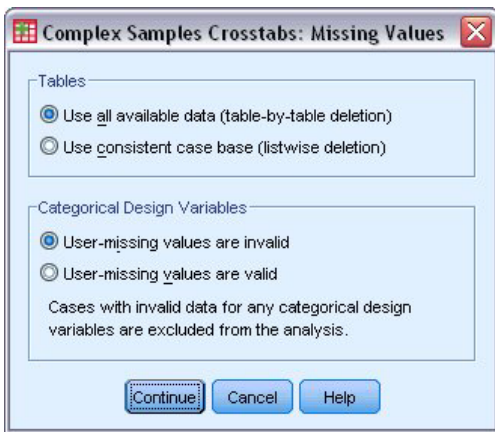 Complex Samples Crosstabs: Missing Values
Tables
Use all available data (table-by-table deletion)
Use consistent case base (listwise deletion)
Categorical Design Variables
User-missing values are invalid
User-missing values are valid
Cases with invalid data for any categorical design
variables are excluded from the analysis.
Continue
Cancel
Help